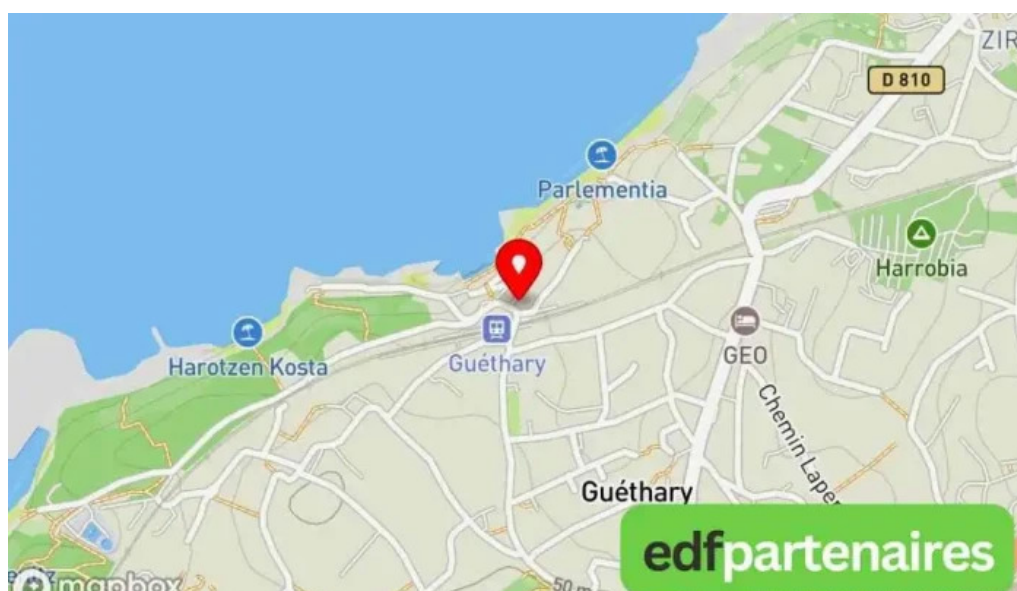 ZIR
D 810
Parlementia
Harrobia
Harotzen Kosta
Guéthary
GEO
Chemin Laper
Guéthary
edfpartenaires
mapbox
50 m